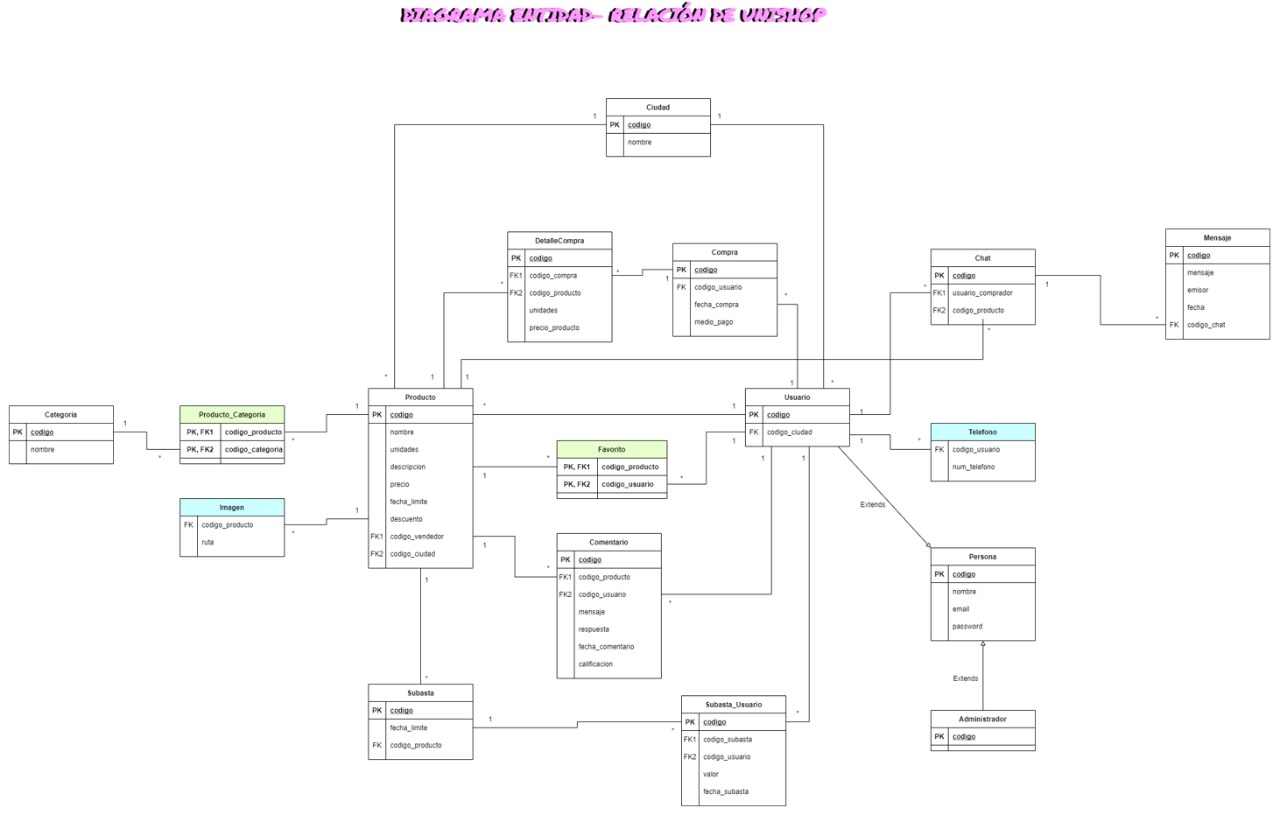 DIAGRAMA ENTIDAD- RELACIÓN DE UNISHOP
Ciudad
PK codigo
nombre
1
1
DetalleCompra
PK codigo
FK1 codigo_compra
FK2 codigo_producto
unidades
precio_producto
*
*
1
Compra
PK codigo
FK codigo_usuario
fecha_compra
medio_pago
*
Chat
PK codigo
FK1 usuario_comprador
FK2 codigo_producto
*
*
1
Mensaje
PK codigo
mensaje
emisor
fecha
FK codigo_chat
*
Categoria
PK codigo
nombre
1
*
Producto_Categoria
PK, FK1 codigo_producto
PK, FK2 codigo_categoria
*
1
Imagen
FK codigo_producto
ruta
*
1
*
1
1
Producto
PK codigo
nombre
unidades
descripcion
precio
fecha_limite
descuento
FK1 codigo_vendedor
FK2 codigo_ciudad
*
1
1
1
Favorito
PK, FK1 codigo_producto
PK, FK2 codigo_usuario
*
*
Comentario
PK codigo
FK1 codigo_producto
FK2 codigo_usuario
mensaje
respuesta
fecha_comentario
calificacion
*
*
1
*
Usuario
PK codigo
FK codigo_ciudad
1
1
1
1
1
1
Telefono
FK codigo_usuario
num_telefono
*
Extends
Persona
PK codigo
nombre
email
password
Extends
Administrador
PK codigo
*
Subasta
PK codigo
fecha_limite
FK codigo_producto
1
*
Subasta_Usuario
PK codigo
FK1 codigo_subasta
FK2 codigo_usuario
valor
fecha_subasta
*